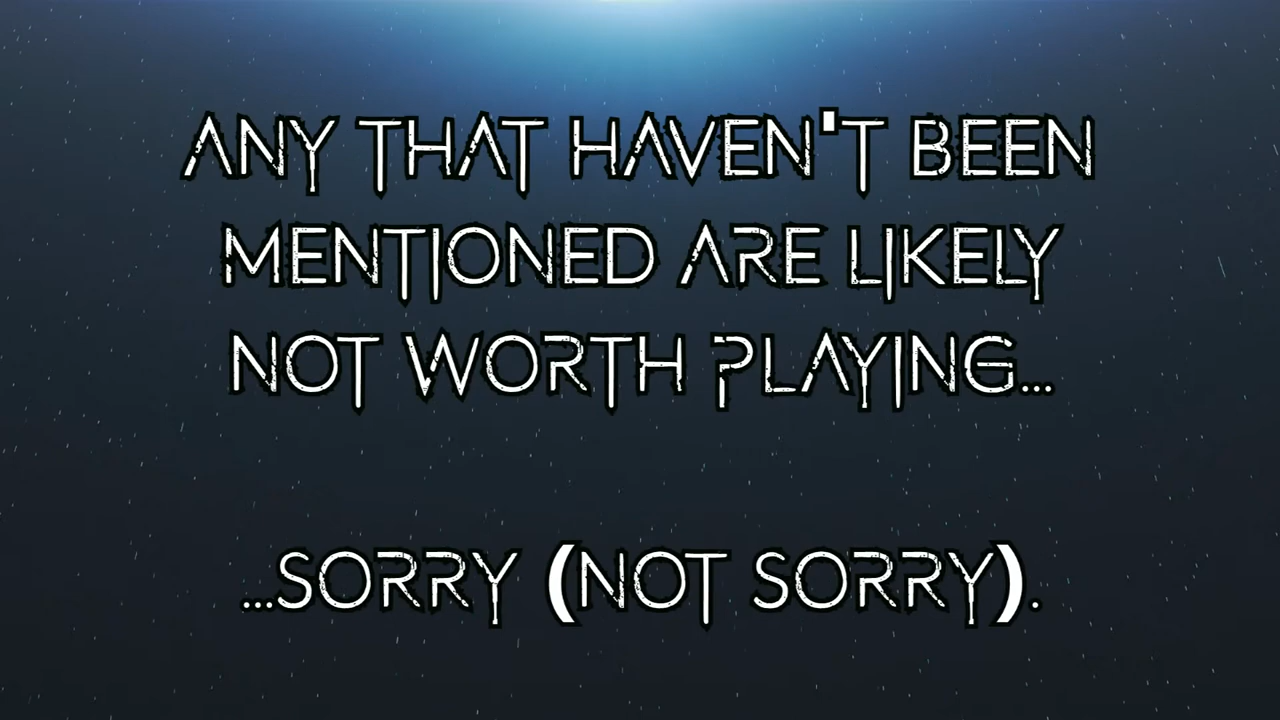 ANY THAT HAVEN'T BEEN
MENTIONED ARE LIKELY
NOT WORTH PLAYING...
...SORRY (NOT SORRY).